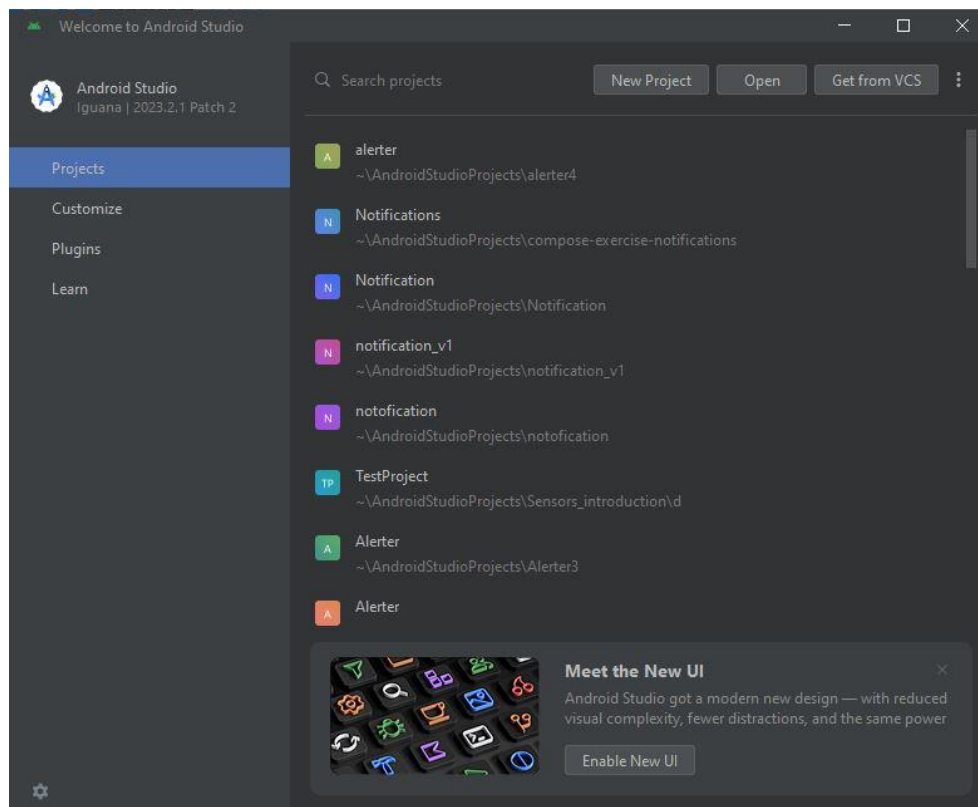 Welcome to Android Studio
Android Studio
Iguana | 2023.2.1 Patch 2
Projects
Customize
Plugins
Learn
Search projects
New Project
Open
Get from VCS
A
alerter
~\AndroidStudioProjects\alerter4
N
Notifications
~\AndroidStudioProjects\compose-exercise-notifications
N
Notification
~\AndroidStudioProjects\Notification
N
notification_v1
~\AndroidStudioProjects\notification_v1
N
notofication
~\AndroidStudioProjects\notofication
TP
TestProject
~\AndroidStudioProjects\Sensors_introduction\d
A
Alerter
~\AndroidStudioProjects\Alerter3
A
Alerter
Meet the New UI
Android Studio got a modern new design — with reduced
visual complexity, fewer distractions, and the same power
Enable New UI